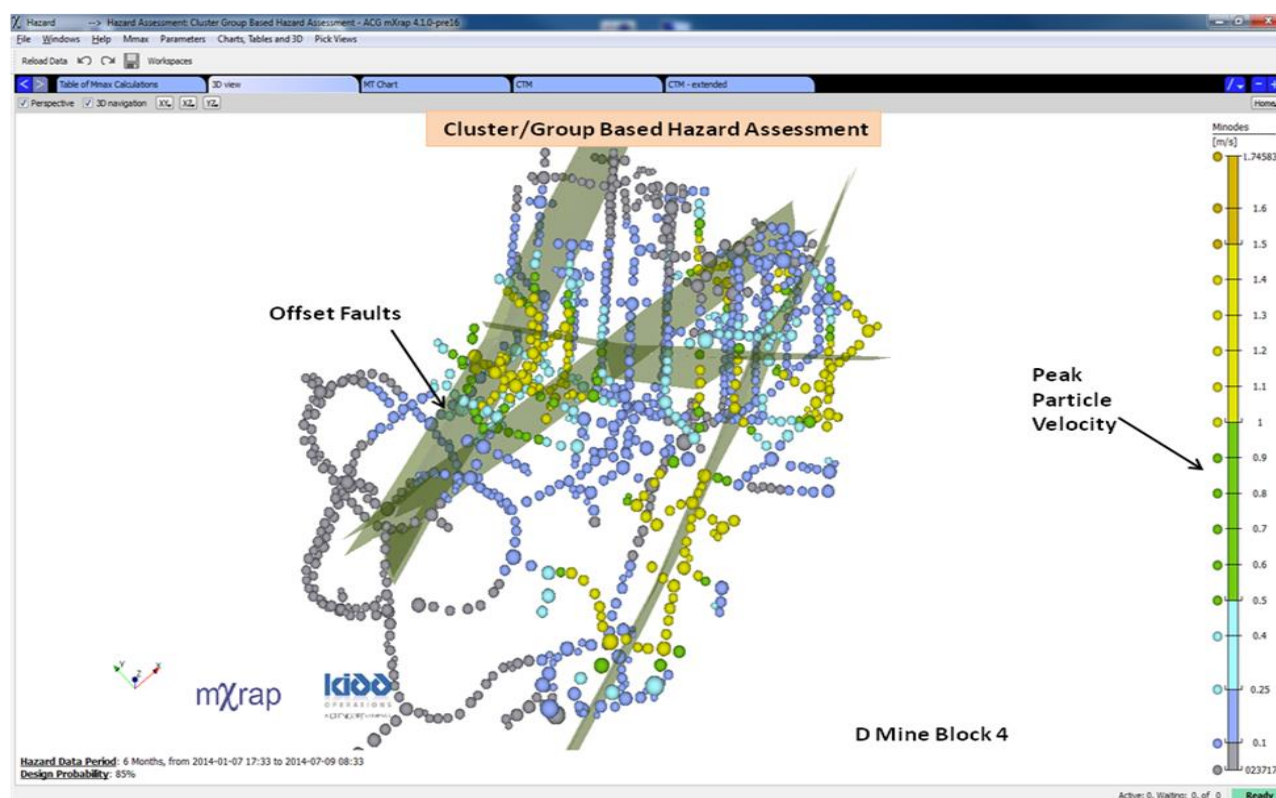 Hazard --> Hazard Assessment: Cluster Group Based Hazard Assessment - ACG mXrap 4.1.0-pre16
File Windows Help Mmax Parameters Charts, Tables and 3D Pick Views
Reload Data Workspaces
Table of Mmax Calculations 3D view MT Chart CTM CTM - extended
Perspective 3D navigation XY XZ YZ Home
Cluster/Group Based Hazard Assessment
Minodes
[m/s]
1.74583
1.6
1.5
1.4
1.3
Offset Faults
1.2
1.1
Peak
Particle
Velocity
1
0.9
0.8
0.7
0.6
0.5
0.4
0.25
0.1
023717
Y Z X
mXrap
kidd
OPERATIONS
D Mine Block 4
Hazard Data Period: 6 Months, from 2014-01-07 17:33 to 2014-07-09 08:33
Design Probability: 85%
Active: 0, Waiting: 0, of 0 Ready